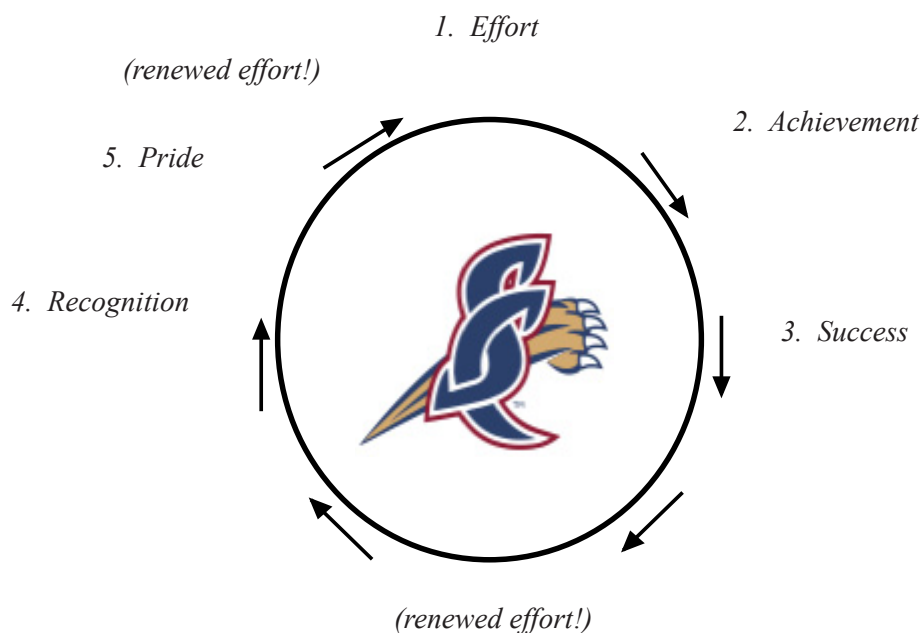 1. Effort
(renewed effort!)
2. Achievement
5. Pride
4. Recognition
3. Success
(renewed effort!)